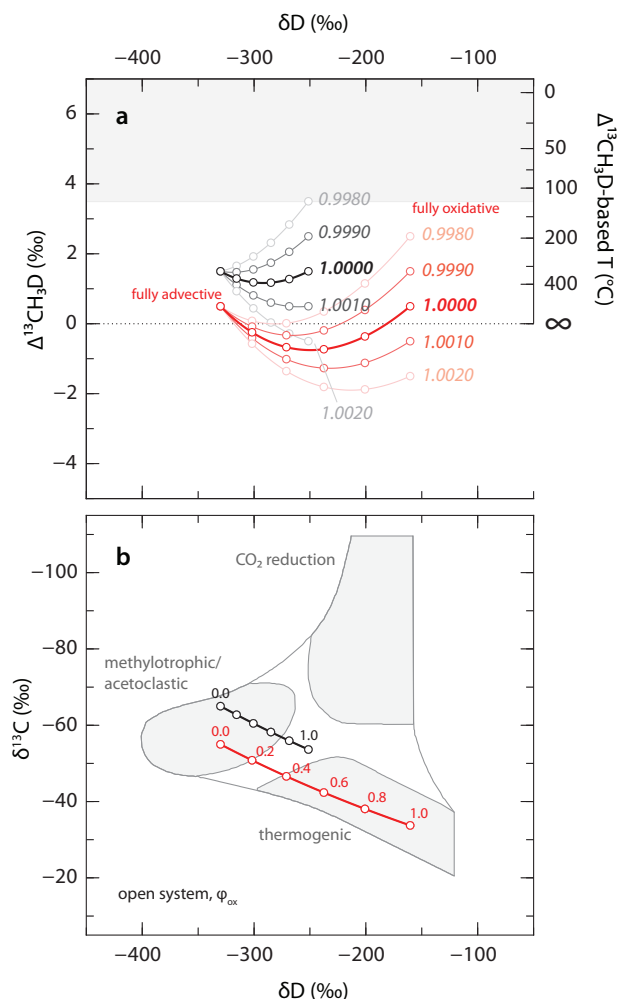 δD (‰)
−400 −300 −200 −100
a
6
4
2
0
−2
−4
Δ¹³CH₃D (‰)
0
50
100
200
400
∞
Δ¹³CH₃D-based T (°C)
0.9980
fully oxidative
0.9990
0.9980
1.0000
0.9990
fully advective
1.0010
1.0000
1.0010
1.0020
1.0020
b
CO₂ reduction
−100
−80
−60
−40
−20
δ¹³C (‰)
methylotrophic/
acetoclastic
0.0
1.0
0.0
0.2
0.4
0.6
0.8
1.0
thermogenic
open system, φox
−400 −300 −200 −100
δD (‰)